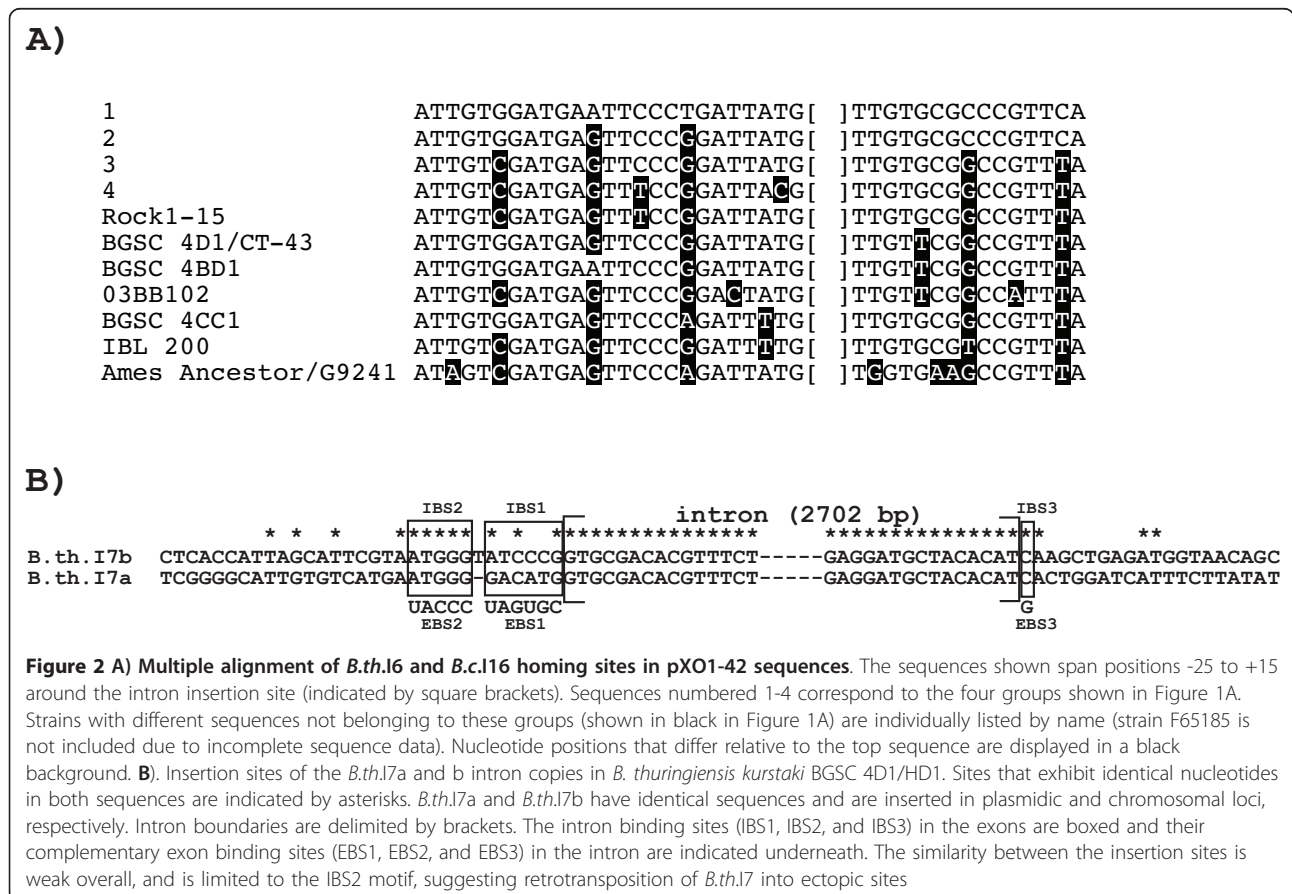 A)
1 ATTGTGGATGAATTCCCTGATTATG[ ]TTGTGCGCCCGTTCA
2 ATTGTGGATGAGTTCCCGGATTATG[ ]TTGTGCGCCCGTTCA
3 ATTGTCGATGAGTTCCCGGATTATG[ ]TTGTGCGGCCGTTTA
4 ATTGTCGATGAGTTTCCGGATTACG[ ]TTGTGCGGCCGTTTA
Rock1-15 ATTGTCGATGAGTTTCCGGATTATG[ ]TTGTGCGGCCGTTTA
BGSC 4D1/CT-43 ATTGTGGATGAGTTCCCGGATTATG[ ]TTGTTCGGCCGTTTA
BGSC 4BD1 ATTGTGGATGAATTCCCGGATTATG[ ]TTGTTCGGCCGTTTA
03BB102 ATTGTCGATGAGTTCCCGGACTATG[ ]TTGTTCGGCCATTTA
BGSC 4CC1 ATTGTGGATGAGTTCCCAGATTTTG[ ]TTGTGCGGCCGTTTA
IBL 200 ATTGTCGATGAGTTCCCGGATTTTG[ ]TTGTGCGTCCGTTTA
Ames Ancestor/G9241 ATAGTCGATGAGTTCCCAGATTATG[ ]TGGTGAAGCCGTTTA
B)
IBS2 IBS1 intron (2702 bp) IBS3
* * * ****** * * * *************** ***************** * **
B.th.I7b CTCACCATTAGCATTCGTAATGGGTATCCCGGTGCGACACGTTTCT-----GAGGATGCTACACATCAAGCTGAGATGGTAACAGC
B.th.I7a TCGGGGCATTGTGTCATGAATGGG-GACATGGTGCGACACGTTTCT-----GAGGATGCTACACATCACTGGATCATTTCTTATAT
UACCC UAGUGC G
EBS2 EBS1 EBS3
Figure 2 A) Multiple alignment of B.th.I6 and B.c.I16 homing sites in pXO1-42 sequences. The sequences shown span positions -25 to +15
around the intron insertion site (indicated by square brackets). Sequences numbered 1-4 correspond to the four groups shown in Figure 1A.
Strains with different sequences not belonging to these groups (shown in black in Figure 1A) are individually listed by name (strain F65185 is
not included due to incomplete sequence data). Nucleotide positions that differ relative to the top sequence are displayed in a black
background. B). Insertion sites of the B.th.I7a and b intron copies in B. thuringiensis kurstaki BGSC 4D1/HD1. Sites that exhibit identical nucleotides
in both sequences are indicated by asterisks. B.th.I7a and B.th.I7b have identical sequences and are inserted in plasmidic and chromosomal loci,
respectively. Intron boundaries are delimited by brackets. The intron binding sites (IBS1, IBS2, and IBS3) in the exons are boxed and their
complementary exon binding sites (EBS1, EBS2, and EBS3) in the intron are indicated underneath. The similarity between the insertion sites is
weak overall, and is limited to the IBS2 motif, suggesting retrotransposition of B.th.I7 into ectopic sites